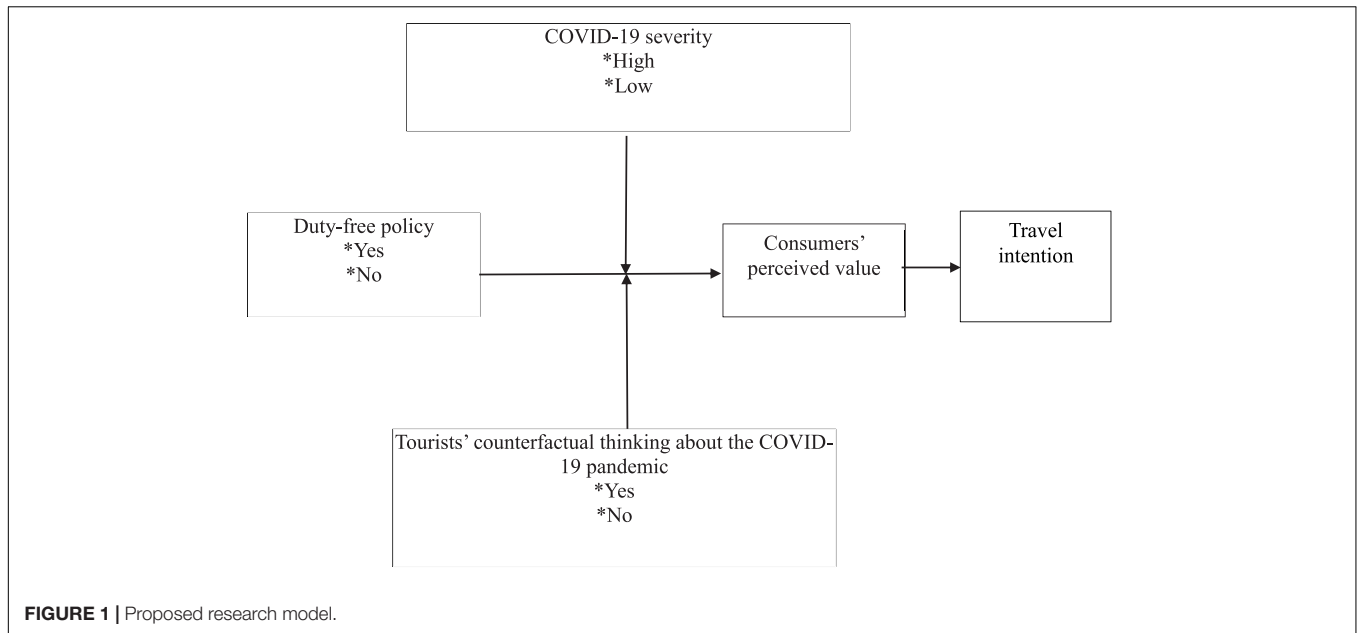 COVID-19 severity
*High
*Low
Duty-free policy
*Yes
*No
Consumers'
perceived value
Travel
intention
Tourists' counterfactual thinking about the COVID-
19 pandemic
*Yes
*No
FIGURE 1 | Proposed research model.